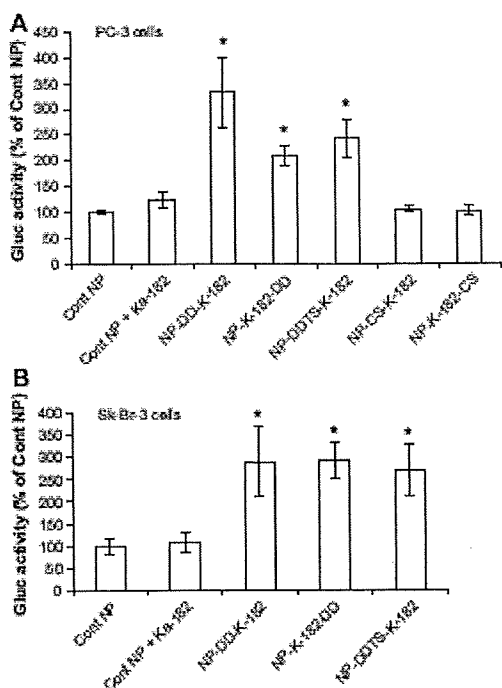 A
PC-3 cells
Gluc activity (% of Cont NP)
450
400
350
300
250
200
150
100
50
0
*
*
*
Cont NP
Cont NP + Ka-182
NP-DD-K-182
NP-K-182-DD
NP-DDTS-K-182
NP-CS-K-182
NP-K-182-CS
B
Sk-Br-3 cells
Gluc activity (% of Cont NP)
400
350
300
250
200
150
100
50
0
*
*
*
Cont NP
Cont NP + Ka-182
NP-DD-K-182
NP-K-182-DD
NP-DDTS-K-182